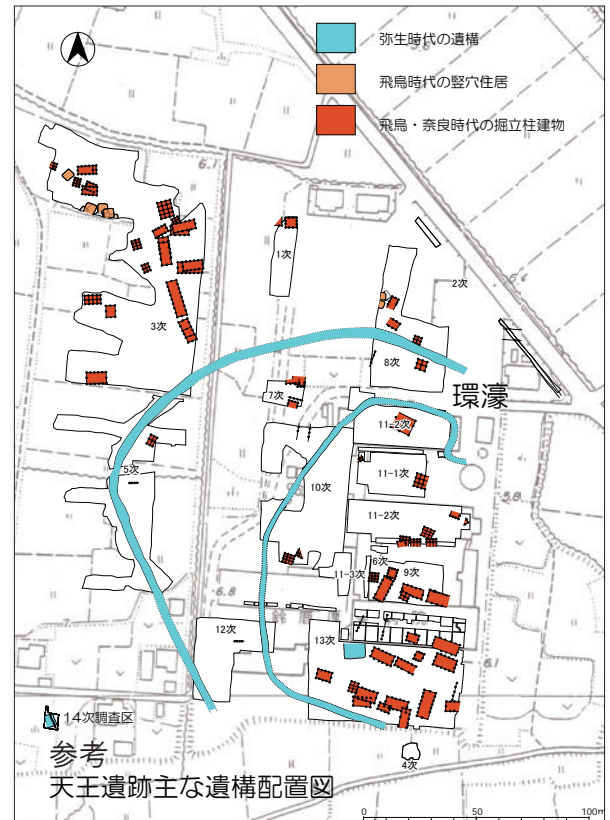 弥生時代の遺構
飛鳥時代の竪穴住居
飛鳥・奈良時代の掘立柱建物
6.1
6.4
1次
2次
3次
8次
環濠
7次
11-2次
5次
11-1次
10次
5.8
11-2次
6次
11-3次
9次
6.8
12次
13次
6.1
14次調査区
参考
天王遺跡主な遺構配置図
4次
0 50 100m